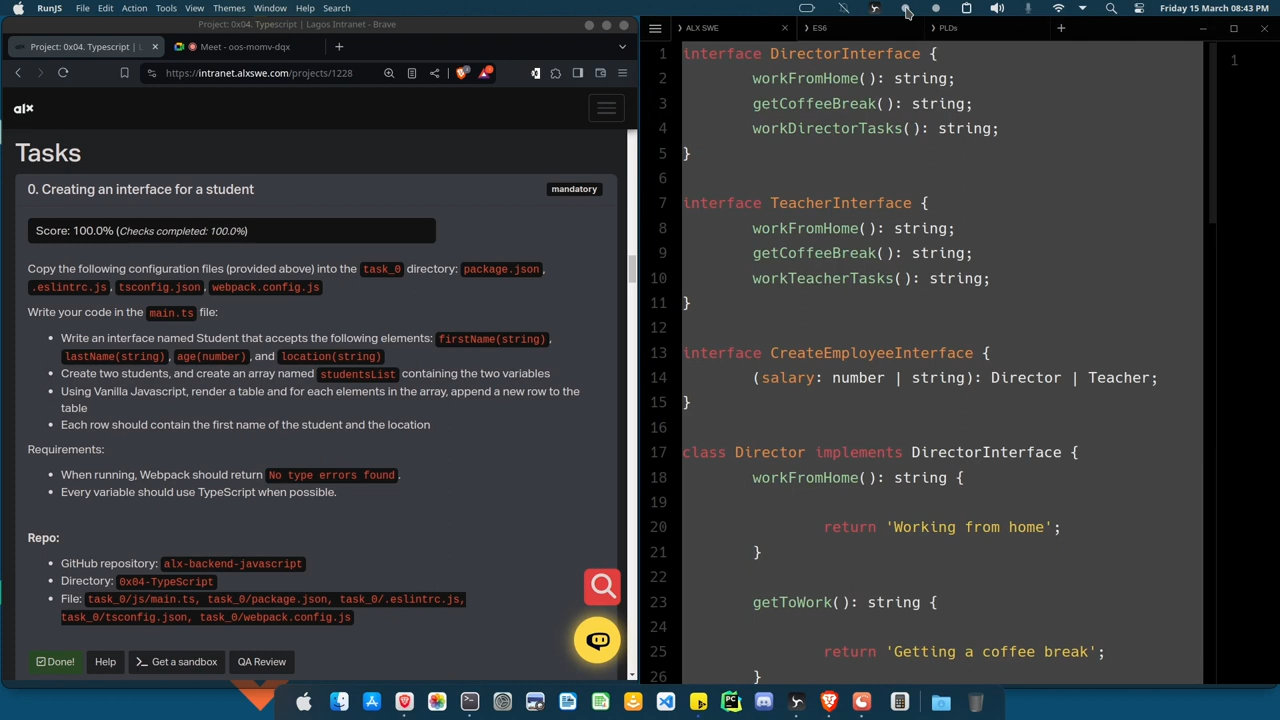 RunJS File Edit Actions Tools View Themes Window Help Search Friday 15 March 08:43 PM
Project: 0x04. Typescript | Lagos Intranet - Brave
Project: 0x04. Typescript | L
Meet - oos-momv-dqx
https://intranet.alxswe.com/projects/1228
alx
Tasks
0. Creating an interface for a student
mandatory
Score: 100.0% (Checks completed: 100.0%)
Copy the following configuration files (provided above) into the task_0 directory: package.json,
.eslintrc.js, tsconfig.json, webpack.config.js
Write your code in the main.ts file:
• Write an interface named Student that accepts the following elements: firstName(string),
lastName(string), age(number), and location(string)
• Create two students, and create an array named studentsList containing the two variables
• Using Vanilla Javascript, render a table and for each elements in the array, append a new row to the
table
• Each row should contain the first name of the student and the location
Requirements:
• When running, Webpack should return No type errors found.
• Every variable should use TypeScript when possible.
Repo:
• GitHub repository: alx-backend-javascript
• Directory: 0x04-TypeScript
• File: task_0/js/main.ts, task_0/package.json, task_0/.eslintrc.js,
task_0/tsconfig.json, task_0/webpack.config.js
Done! Help Get a sandbox QA Review
ALX SWE
ES6
PLDs
1 interface DirectorInterface {
2 workFromHome(): string;
3 getCoffeeBreak(): string;
4 workDirectorTasks(): string;
5 }
6
7 interface TeacherInterface {
8 workFromHome(): string;
9 getCoffeeBreak(): string;
10 workTeacherTasks(): string;
11 }
12
13 interface CreateEmployeeInterface {
14 (salary: number | string): Director | Teacher;
15 }
16
17 class Director implements DirectorInterface {
18 workFromHome(): string {
19
20 return 'Working from home';
21 }
22
23 getToWork(): string {
24
25 return 'Getting a coffee break';
26 }
1